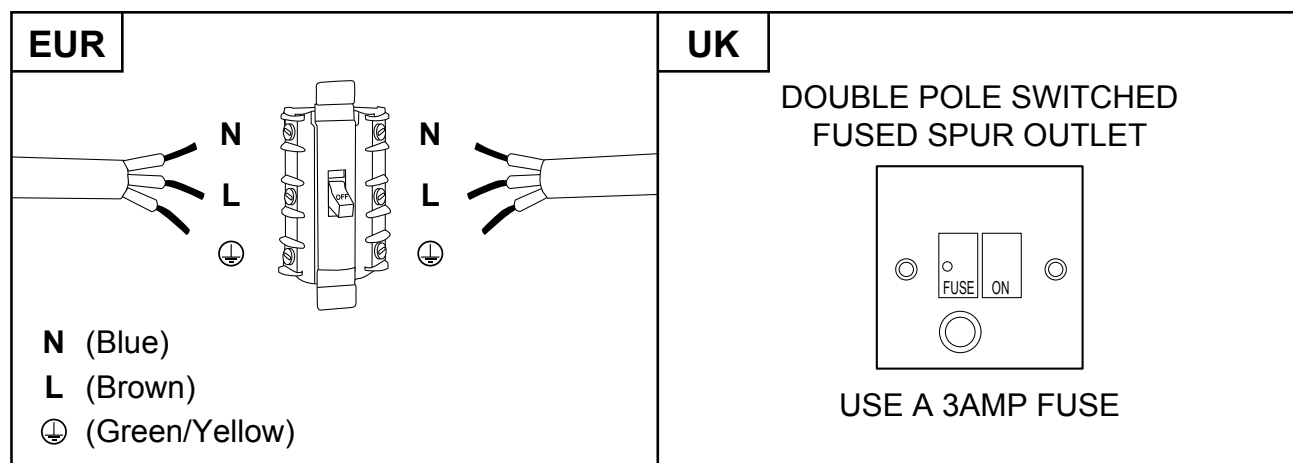 EUR
N
L
N
L
OFF
N (Blue)
L (Brown)
(Green/Yellow)
UK
DOUBLE POLE SWITCHED
FUSED SPUR OUTLET
FUSE ON
USE A 3AMP FUSE